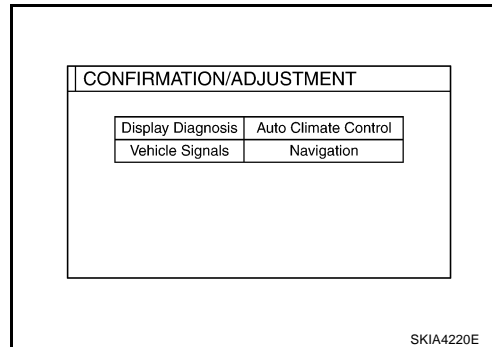 CONFIRMATION/ADJUSTMENT
Display Diagnosis Auto Climate Control
Vehicle Signals Navigation
SKIA4220E